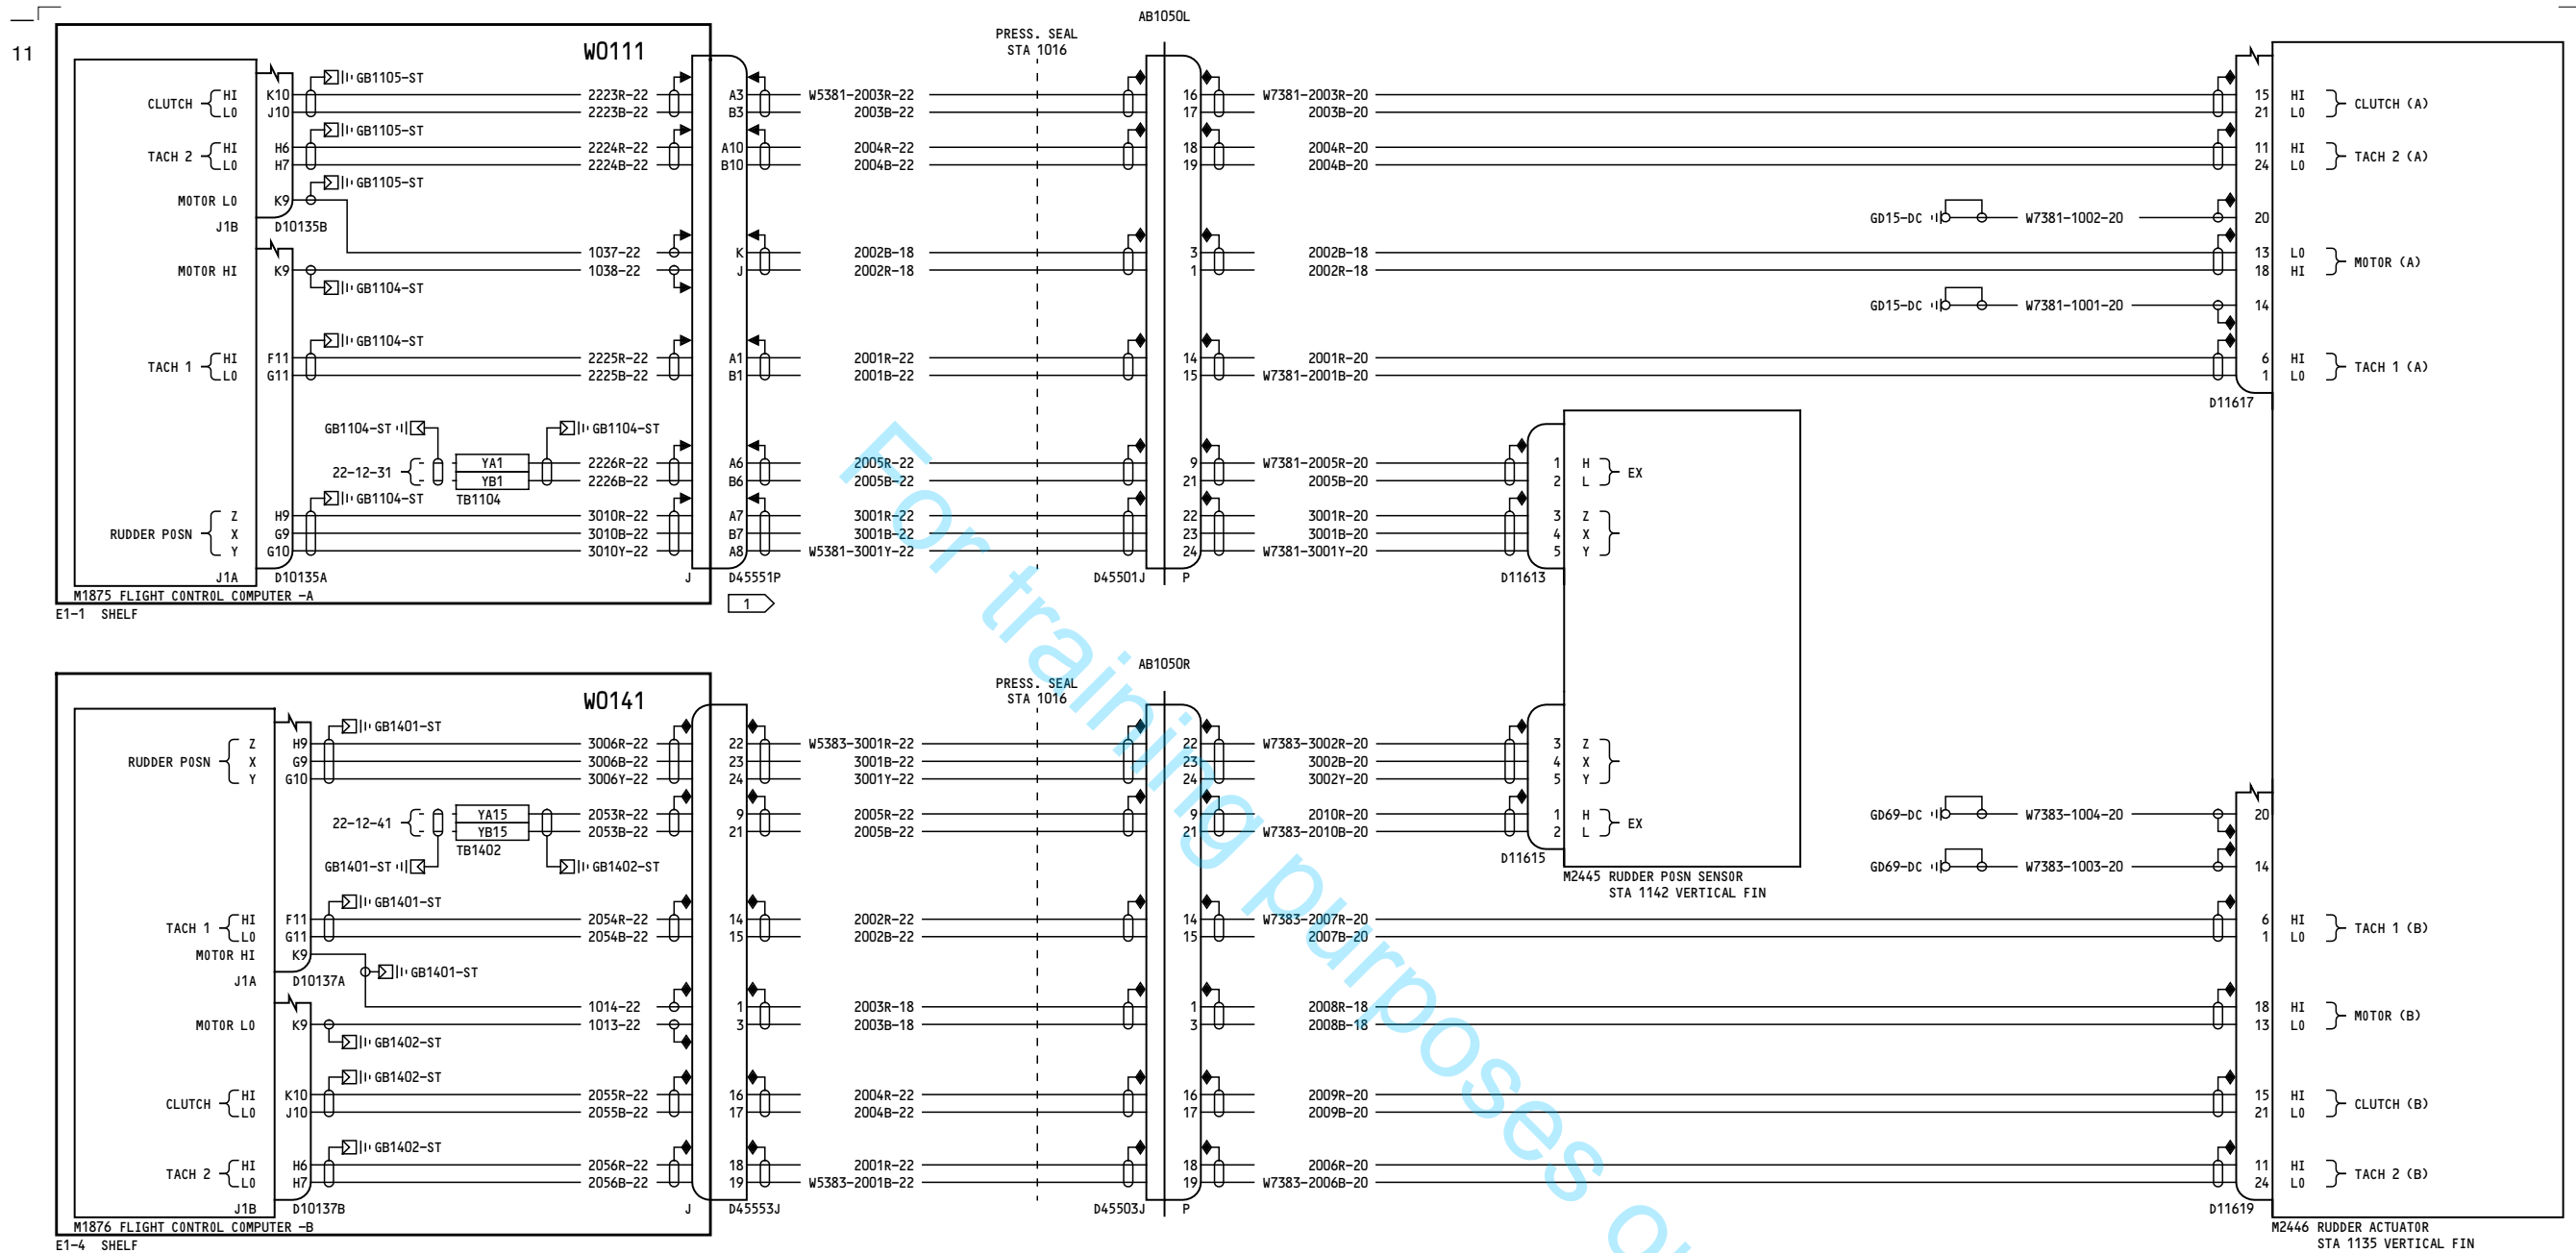 11
AB1050L
PRESS. SEAL
STA 1016
W0111
GB1105-ST
CLUTCH HI K10 2223R-22 A3 W5381-2003R-22 16 W7381-2003R-20 15 HI CLUTCH (A)
LO J10 2223B-22 B3 2003B-22 17 2003B-20 21 LO
GB1105-ST
TACH 2 HI H6 2224R-22 A10 2004R-22 18 2004R-20 11 HI TACH 2 (A)
LO H7 2224B-22 B10 2004B-22 19 2004B-20 24 LO
GB1105-ST
MOTOR LO K9
J1B D10135B
GD15-DC W7381-1002-20 20
1037-22 K 2002B-18 3 2002B-18 13 LO MOTOR (A)
MOTOR HI K9 1038-22 J 2002R-18 1 2002R-18 18 HI
GB1104-ST
GD15-DC W7381-1001-20 14
GB1104-ST
TACH 1 HI F11 2225R-22 A1 2001R-22 14 2001R-20 6 HI TACH 1 (A)
LO G11 2225B-22 B1 2001B-22 15 W7381-2001B-20 1 LO
D11617
GB1104-ST GB1104-ST
22-12-31 YA1 2226R-22 A6 2005R-22 9 W7381-2005R-20 1 H EX
YB1 2226B-22 B6 2005B-22 21 2005B-20 2 L
TB1104
GB1104-ST
RUDDER POSN Z H9 3010R-22 A7 3001R-22 22 3001R-20 3 Z
X G9 3010B-22 B7 3001B-22 23 3001B-20 4 X
Y G10 3010Y-22 A8 W5381-3001Y-22 24 W7381-3001Y-20 5 Y
J1A D10135A J D45551P D45501J P D11613
M1875 FLIGHT CONTROL COMPUTER -A
E1-1 SHELF
1
AB1050R
PRESS. SEAL
STA 1016
W0141
GB1401-ST
RUDDER POSN Z H9 3006R-22 22 W5383-3001R-22 22 W7383-3002R-20 3 Z
X G9 3006B-22 23 3001B-22 23 3002B-20 4 X
Y G10 3006Y-22 24 3001Y-22 24 3002Y-20 5 Y
22-12-41 YA15 2053R-22 9 2005R-22 9 2010R-20 1 H EX
YB15 2053B-22 21 2005B-22 21 W7383-2010B-20 2 L
TB1402
GD69-DC W7383-1004-20 20
GB1401-ST GB1402-ST
D11615
GD69-DC W7383-1003-20 14
M2445 RUDDER POSN SENSOR
STA 1142 VERTICAL FIN
GB1401-ST
TACH 1 HI F11 2054R-22 14 2002R-22 14 W7383-2007R-20 6 HI TACH 1 (B)
LO G11 2054B-22 15 2002B-22 15 2007B-20 1 LO
MOTOR HI K9
GB1401-ST
J1A D10137A
1014-22 1 2003R-18 1 2008R-18 18 HI MOTOR (B)
MOTOR LO K9 1013-22 3 2003B-18 3 2008B-18 13 LO
GB1402-ST
GB1402-ST
CLUTCH HI K10 2055R-22 16 2004R-22 16 2009R-20 15 HI CLUTCH (B)
LO J10 2055B-22 17 2004B-22 17 2009B-20 21 LO
GB1402-ST
TACH 2 HI H6 2056R-22 18 2001R-22 18 2006R-20 11 HI TACH 2 (B)
LO H7 2056B-22 19 W5383-2001B-22 19 W7383-2006B-20 24 LO
J1B D10137B J D45553J D45503J P D11619
M1876 FLIGHT CONTROL COMPUTER -B
E1-4 SHELF
M2446 RUDDER ACTUATOR
STA 1135 VERTICAL FIN
For training purposes